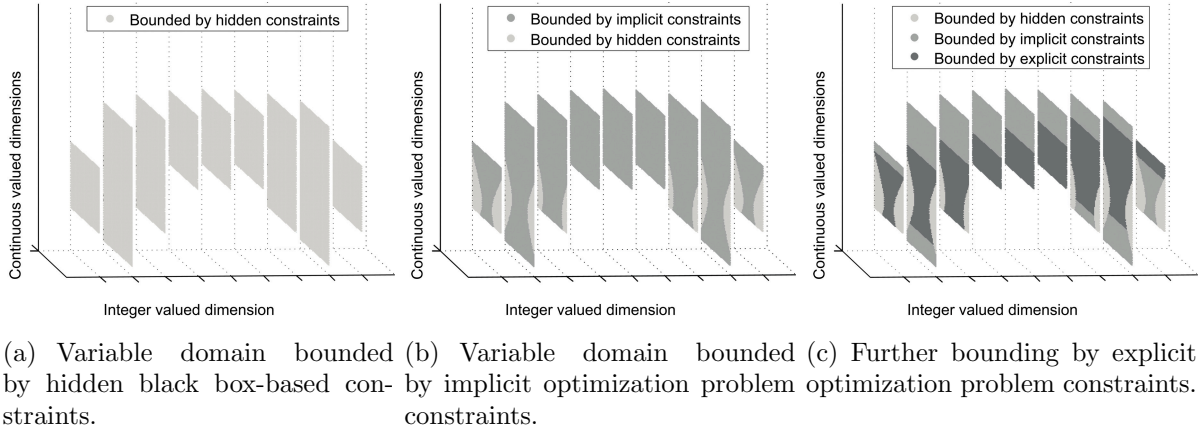 Bounded by hidden constraints
Continuous valued dimensions
Integer valued dimension
(a) Variable domain bounded
by hidden black box-based con-
straints.
Bounded by implicit constraints
Bounded by hidden constraints
Continuous valued dimensions
Integer valued dimension
(b) Variable domain bounded
by implicit optimization problem
constraints.
Bounded by hidden constraints
Bounded by implicit constraints
Bounded by explicit constraints
Continuous valued dimensions
Integer valued dimension
(c) Further bounding by explicit
optimization problem constraints.